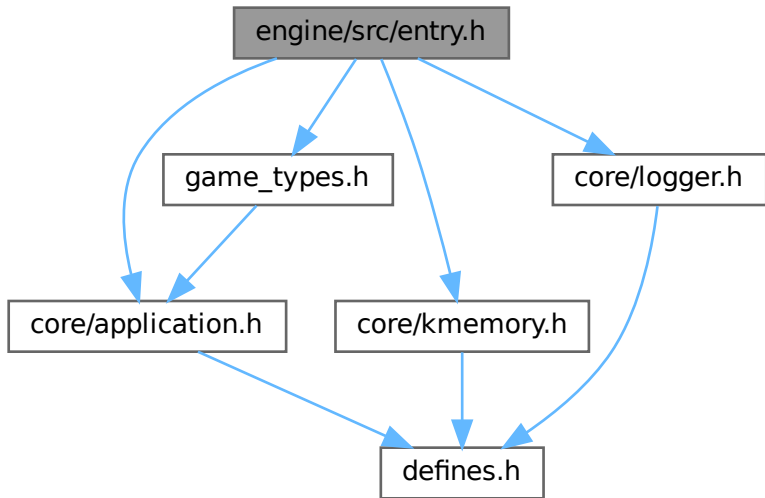 engine/src/entry.h
game_types.h
core/logger.h
core/application.h
core/kmemory.h
defines.h